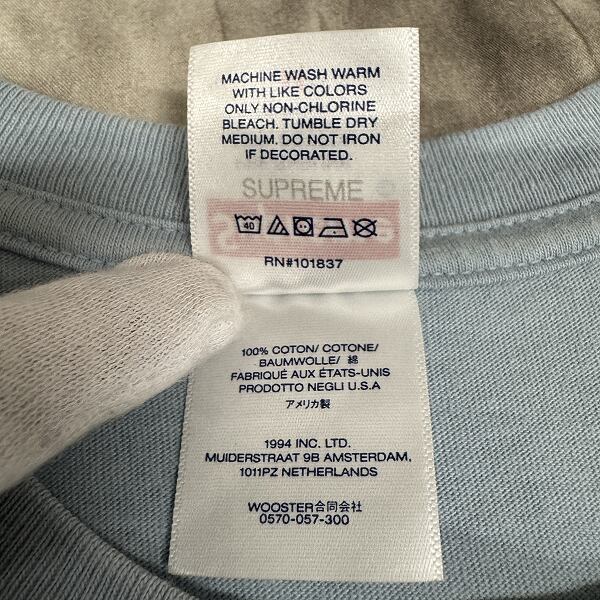 MACHINE WASH WARM
WITH LIKE COLORS
ONLY NON-CHLORINE
BLEACH. TUMBLE DRY
MEDIUM. DO NOT IRON
IF DECORATED.
SUPREME
40
RN#101837
100% COTON/ COTONE/
BAUMWOLLE/ 綿
FABRIQUÉ AUX ÉTATS-UNIS
PRODOTTO NEGLI U.S.A
アメリカ製
1994 INC. LTD.
MUIDERSTRAAT 9B AMSTERDAM,
1011PZ NETHERLANDS
WOOSTER合同会社
0570-057-300